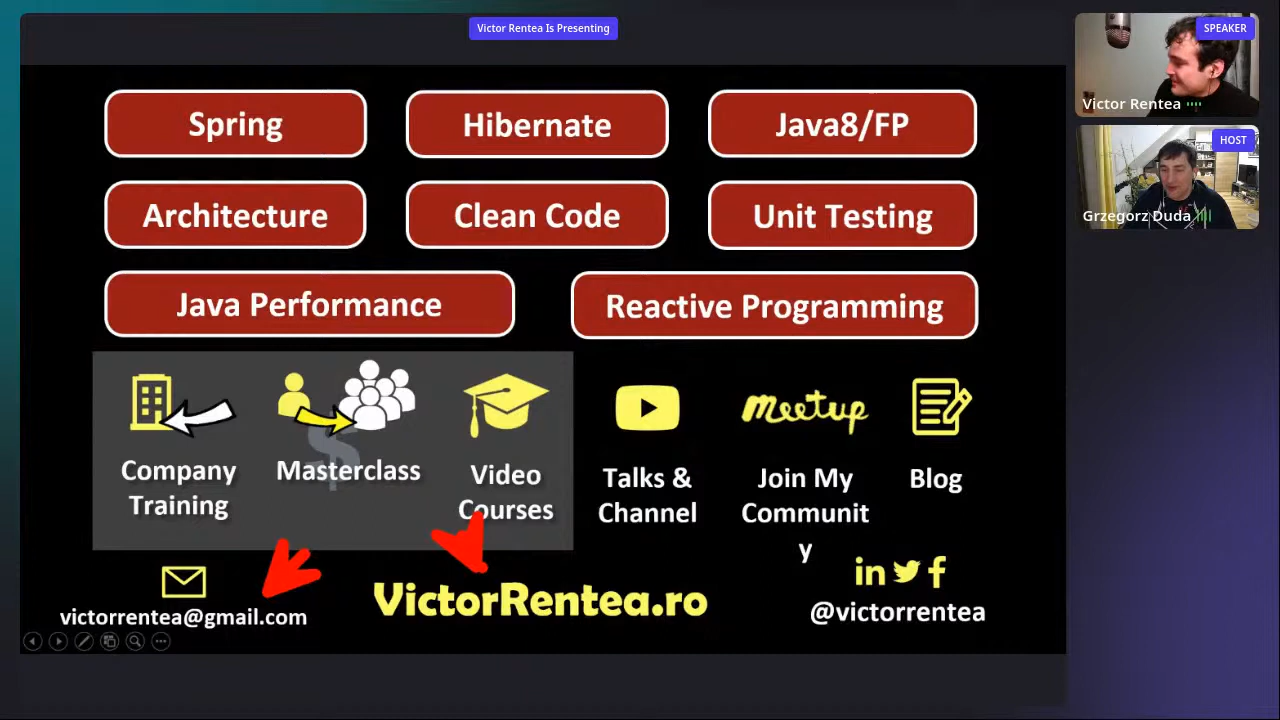 Victor Rentea Is Presenting
SPEAKER
Victor Rentea
HOST
Grzegorz Duda
Spring
Hibernate
Java8/FP
Architecture
Clean Code
Unit Testing
Java Performance
Reactive Programming
$
Company
Training
Masterclass
Video
Courses
Talks &
Channel
meetup
Join My
Communit
y
Blog
victorrentea@gmail.com
VictorRentea.ro
in f
@victorrentea